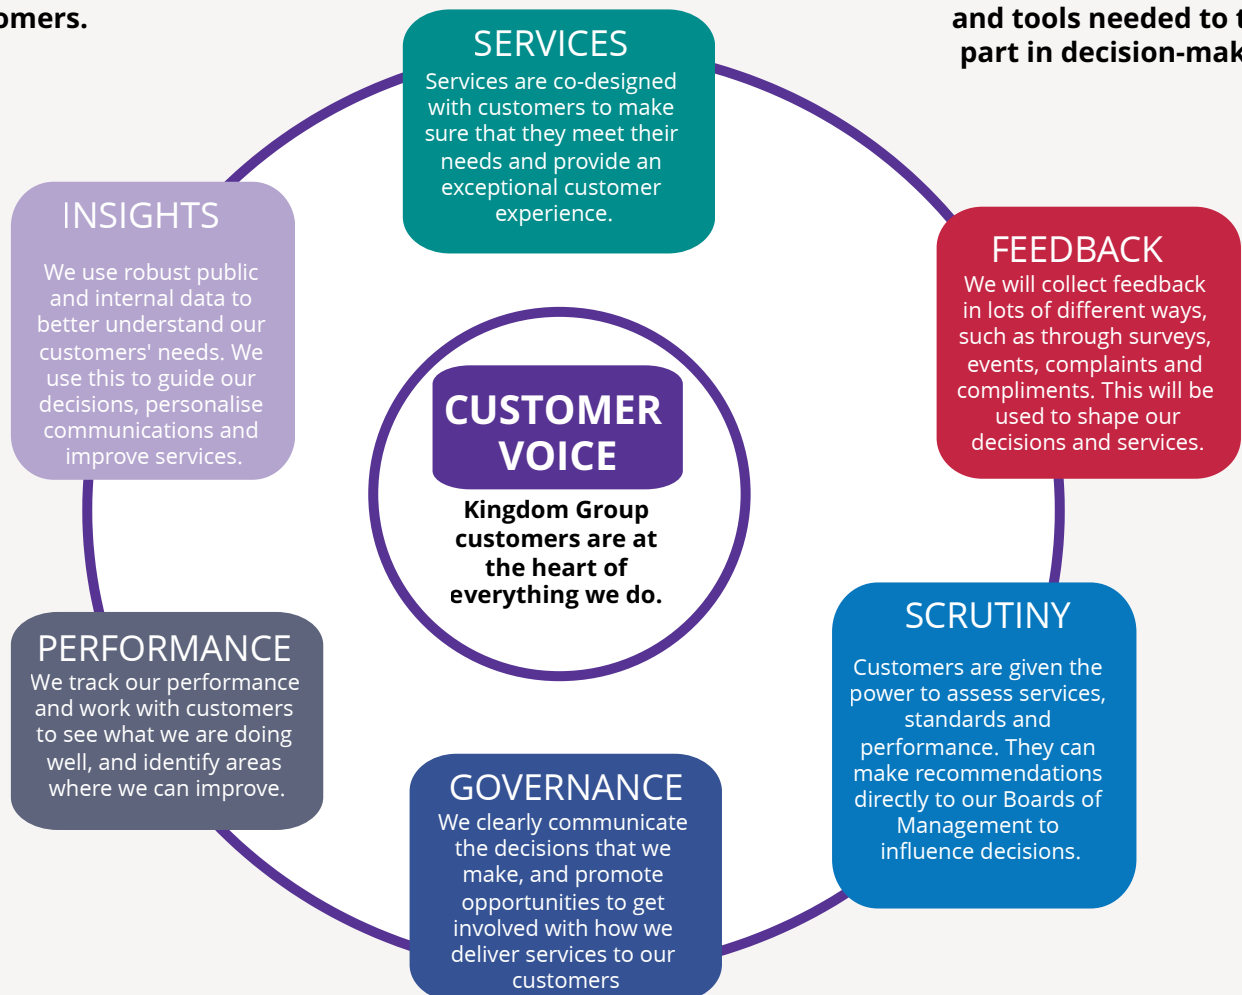 omers.
and tools needed to t
part in decision-mak
SERVICES
Services are co-designed
with customers to make
sure that they meet their
needs and provide an
exceptional customer
experience.
INSIGHTS
We use robust public
and internal data to
better understand our
customers' needs. We
use this to guide our
decisions, personalise
communications and
improve services.
FEEDBACK
We will collect feedback
in lots of different ways,
such as through surveys,
events, complaints and
compliments. This will be
used to shape our
decisions and services.
CUSTOMER
VOICE
Kingdom Group
customers are at
the heart of
everything we do.
PERFORMANCE
We track our performance
and work with customers
to see what we are doing
well, and identify areas
where we can improve.
SCRUTINY
Customers are given the
power to assess services,
standards and
performance. They can
make recommendations
directly to our Boards of
Management to
influence decisions.
GOVERNANCE
We clearly communicate
the decisions that we
make, and promote
opportunities to get
involved with how we
deliver services to our
customers